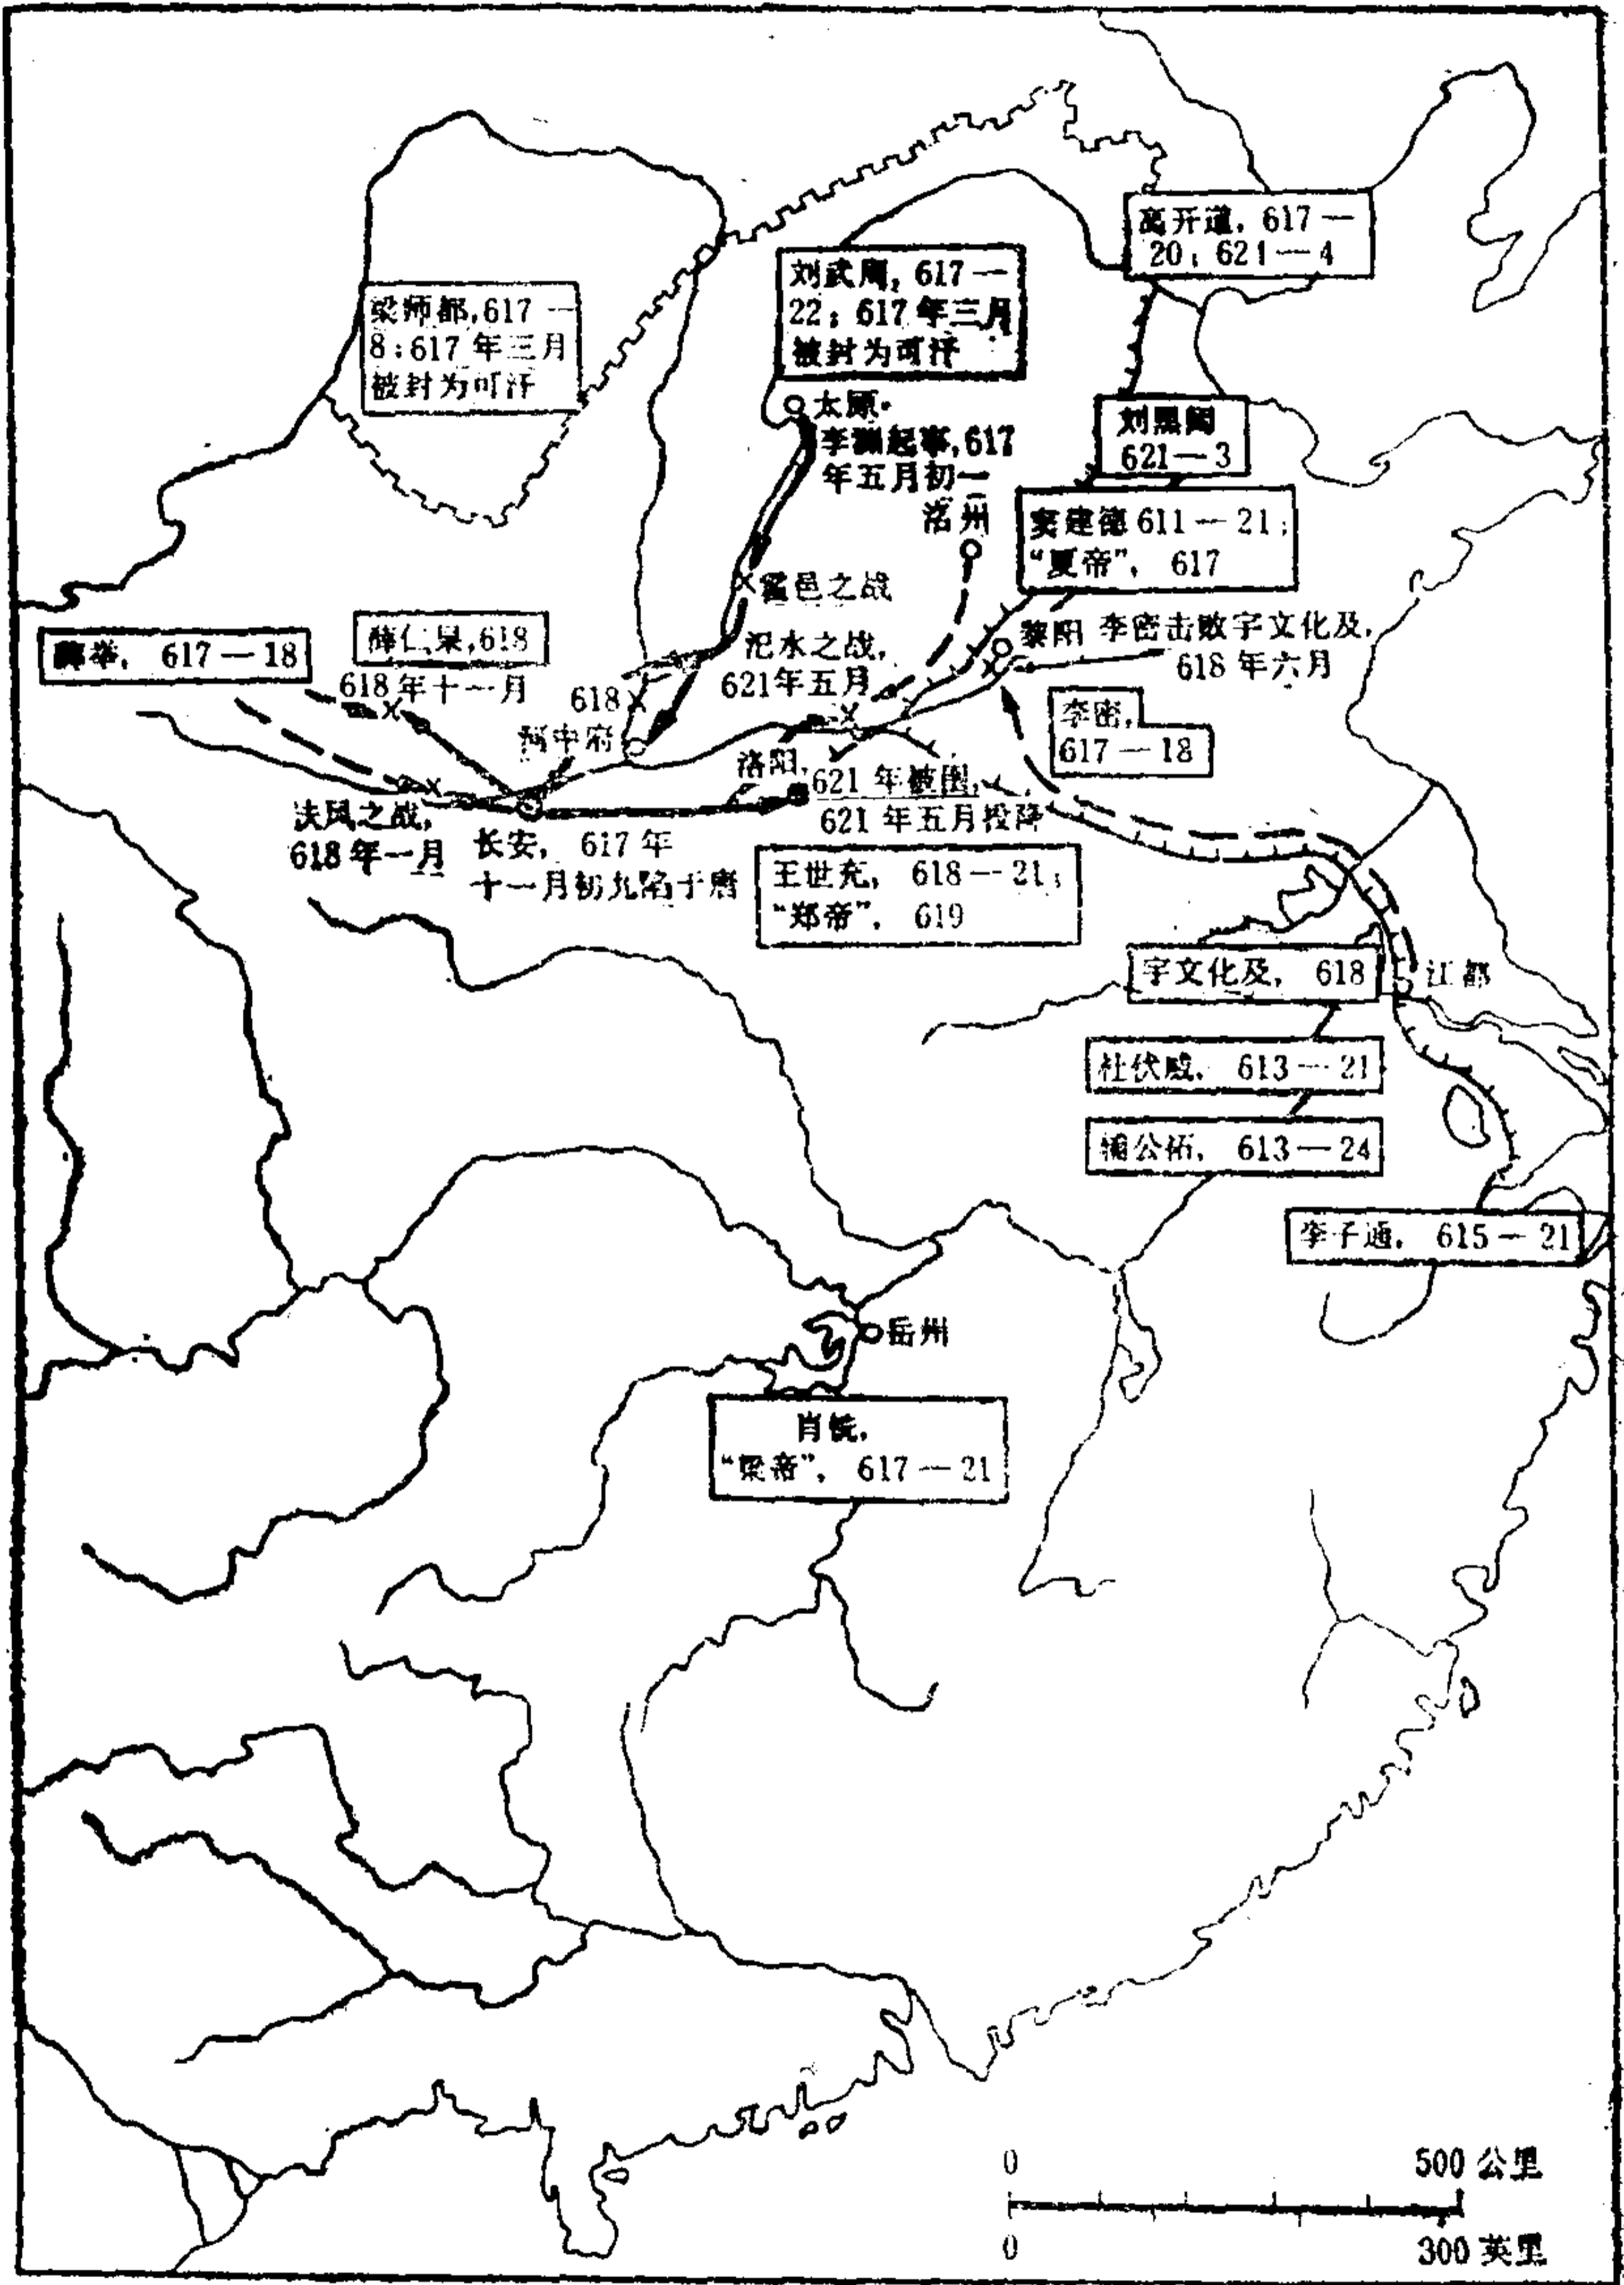 高开道，617—
20；621—4
刘武周，617—
22；617年三月
被封为可汗
梁师都，617—
8：617年三月
被封为可汗
太原
李渊起事，617
年五月初一
刘黑闼
621—3
洺州
窦建德 611—21；
“夏帝”，617
霍邑之战
薛举，617—18
薛仁杲，618
618年十一月
汜水之战，
621年五月
黎阳
李密击败宇文化及，
618年六月
618
河中府
李密，
617—18
洛阳，
621年被围，
621年五月投降
扶风之战，
618年一月
长安，617年
十一月初九陷于唐
王世充，618—21；
“郑帝”，619
宇文化及，618
江都
杜伏威，613—21
辅公祏，613—24
李子通，615—21
岳州
肖铣，
“梁帝”，617—21
0 500公里
0 300英里